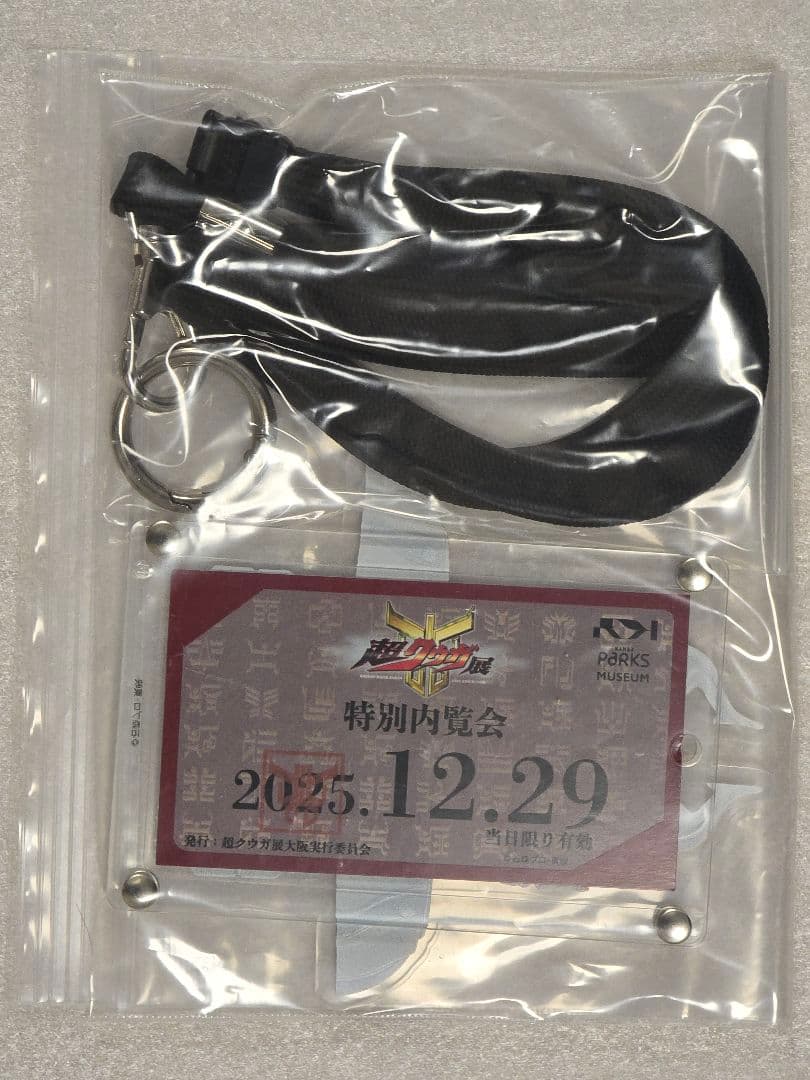 超クウガ展
NAMBA
PARKS
MUSEUM
特別内覧会
2025.12.29
当日限り有効
発行:超クウガ展大阪実行委員会